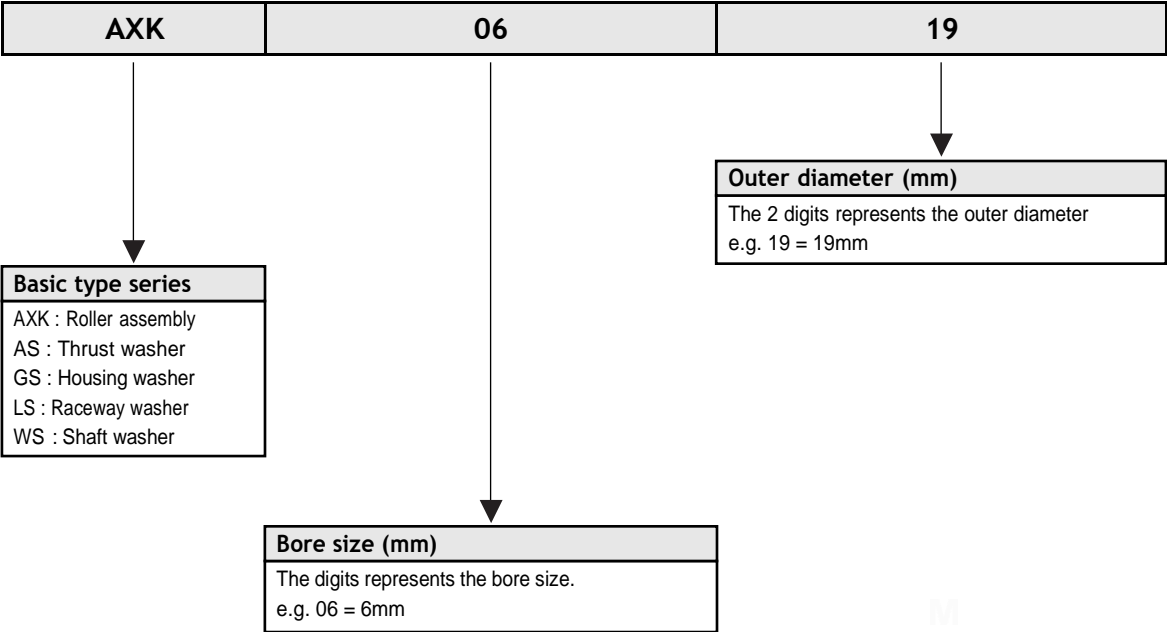 AXK 06 19
Outer diameter (mm)
The 2 digits represents the outer diameter
e.g. 19 = 19mm
Basic type series
AXK : Roller assembly
AS : Thrust washer
GS : Housing washer
LS : Raceway washer
WS : Shaft washer
Bore size (mm)
The digits represents the bore size.
e.g. 06 = 6mm
M